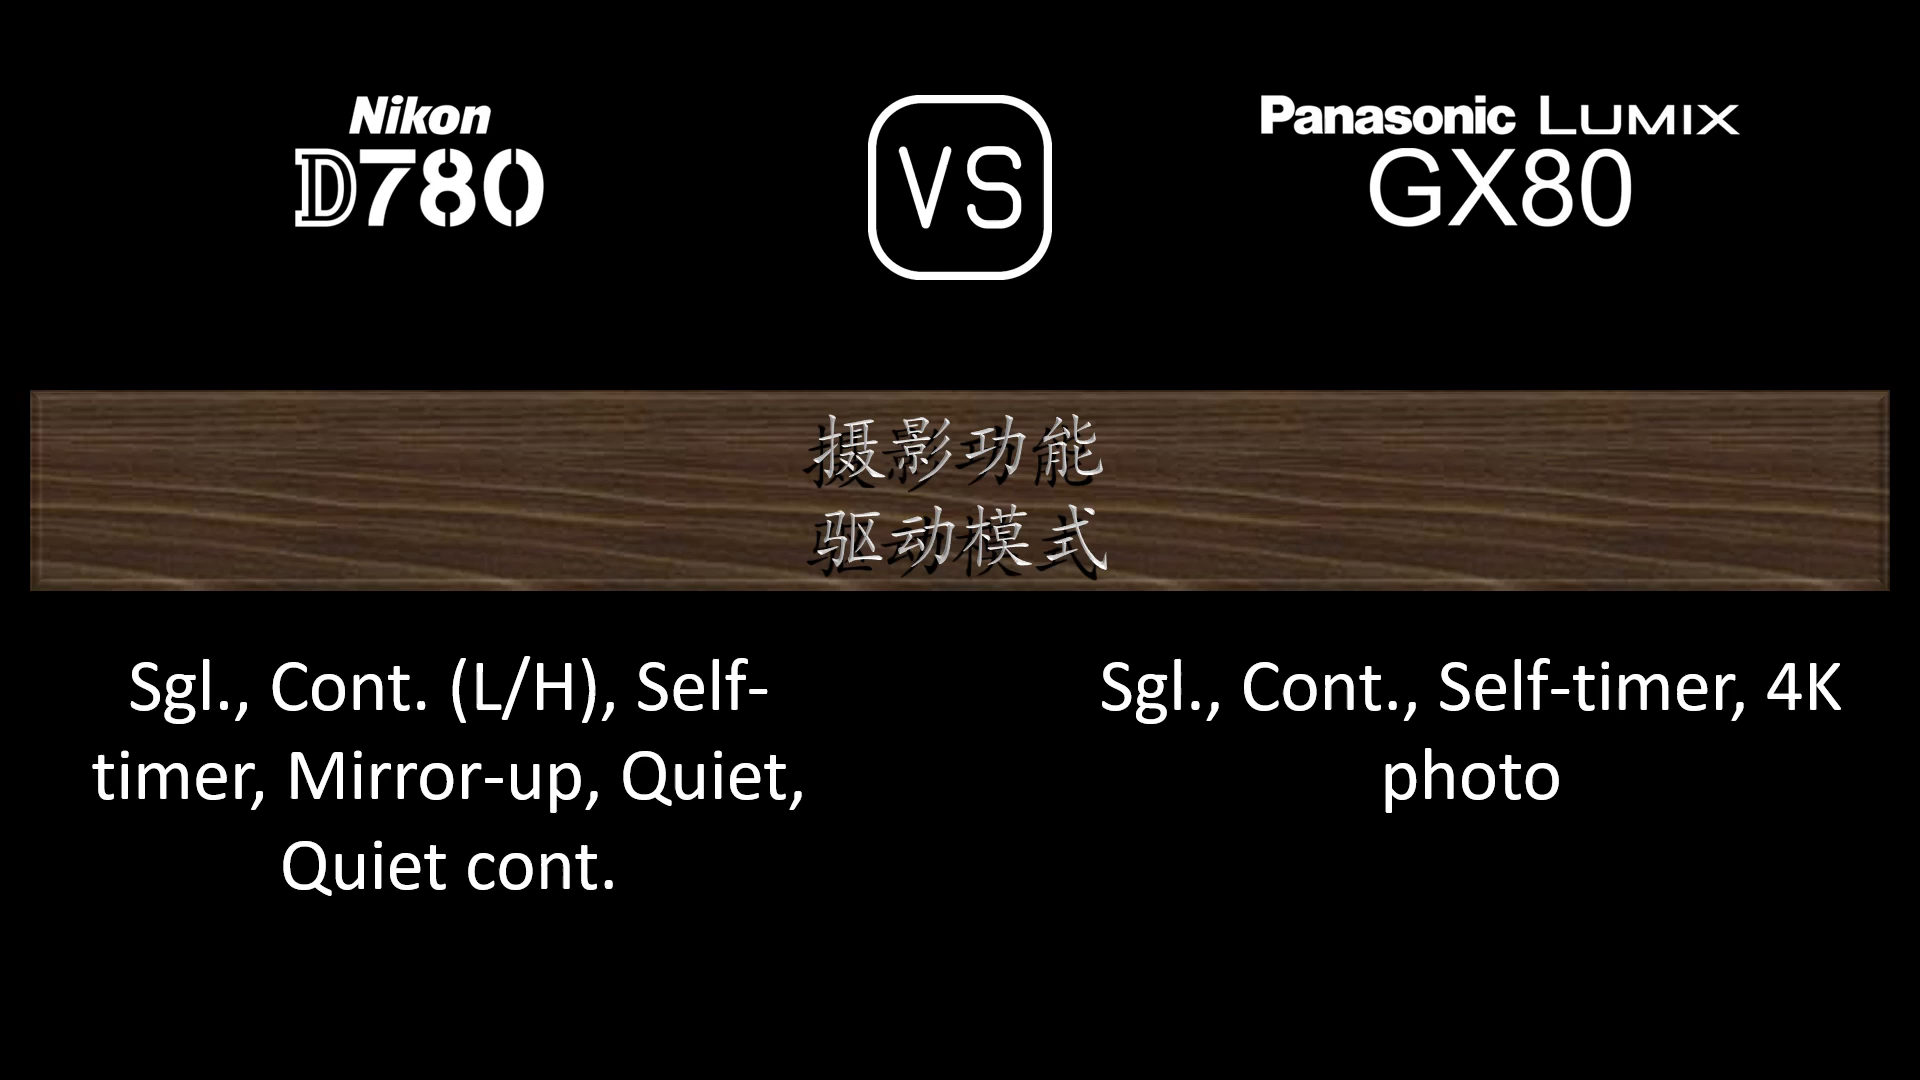 Nikon
D780
VS
Panasonic LUMIX
GX80
摄影功能
驱动模式
Sgl., Cont. (L/H), Self-
timer, Mirror-up, Quiet,
Quiet cont.
Sgl., Cont., Self-timer, 4K
photo